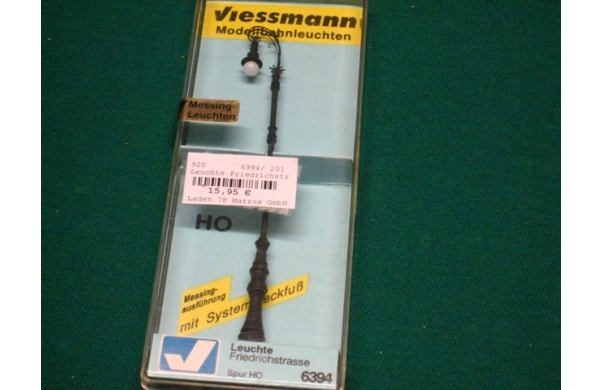 Viessmann
Modellbahnleuchten
Messing-
Leuchten
920 6394/ 201
Leuchte Friedrichstr
15,95 €
Laden 78 Matros GmbH
HO
Messing-
ausführung
mit Systemsteckfuß
Leuchte
Friedrichstrasse
Spur HO 6394